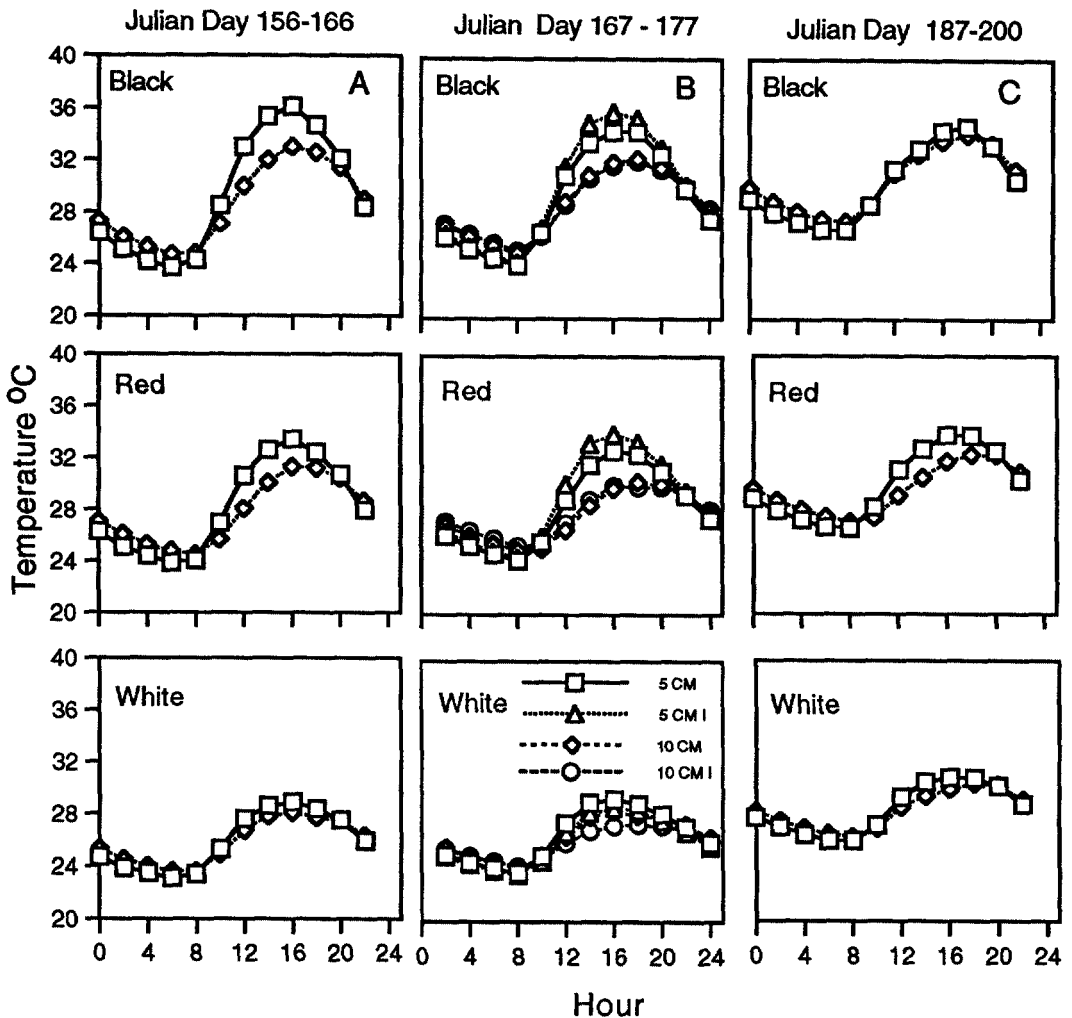 Julian Day 156-166
Julian Day 167 - 177
Julian Day 187-200
40
36
32
28
24
20
Black A
Black B
Black C
40
36
32
28
24
20
Red
Red
Red
40
36
32
28
24
20
White
White
White
5 CM
5 CM I
10 CM
10 CM I
0 4 8 12 16 20 24
0 4 8 12 16 20 24
0 4 8 12 16 20 24
Temperature ºC
Hour